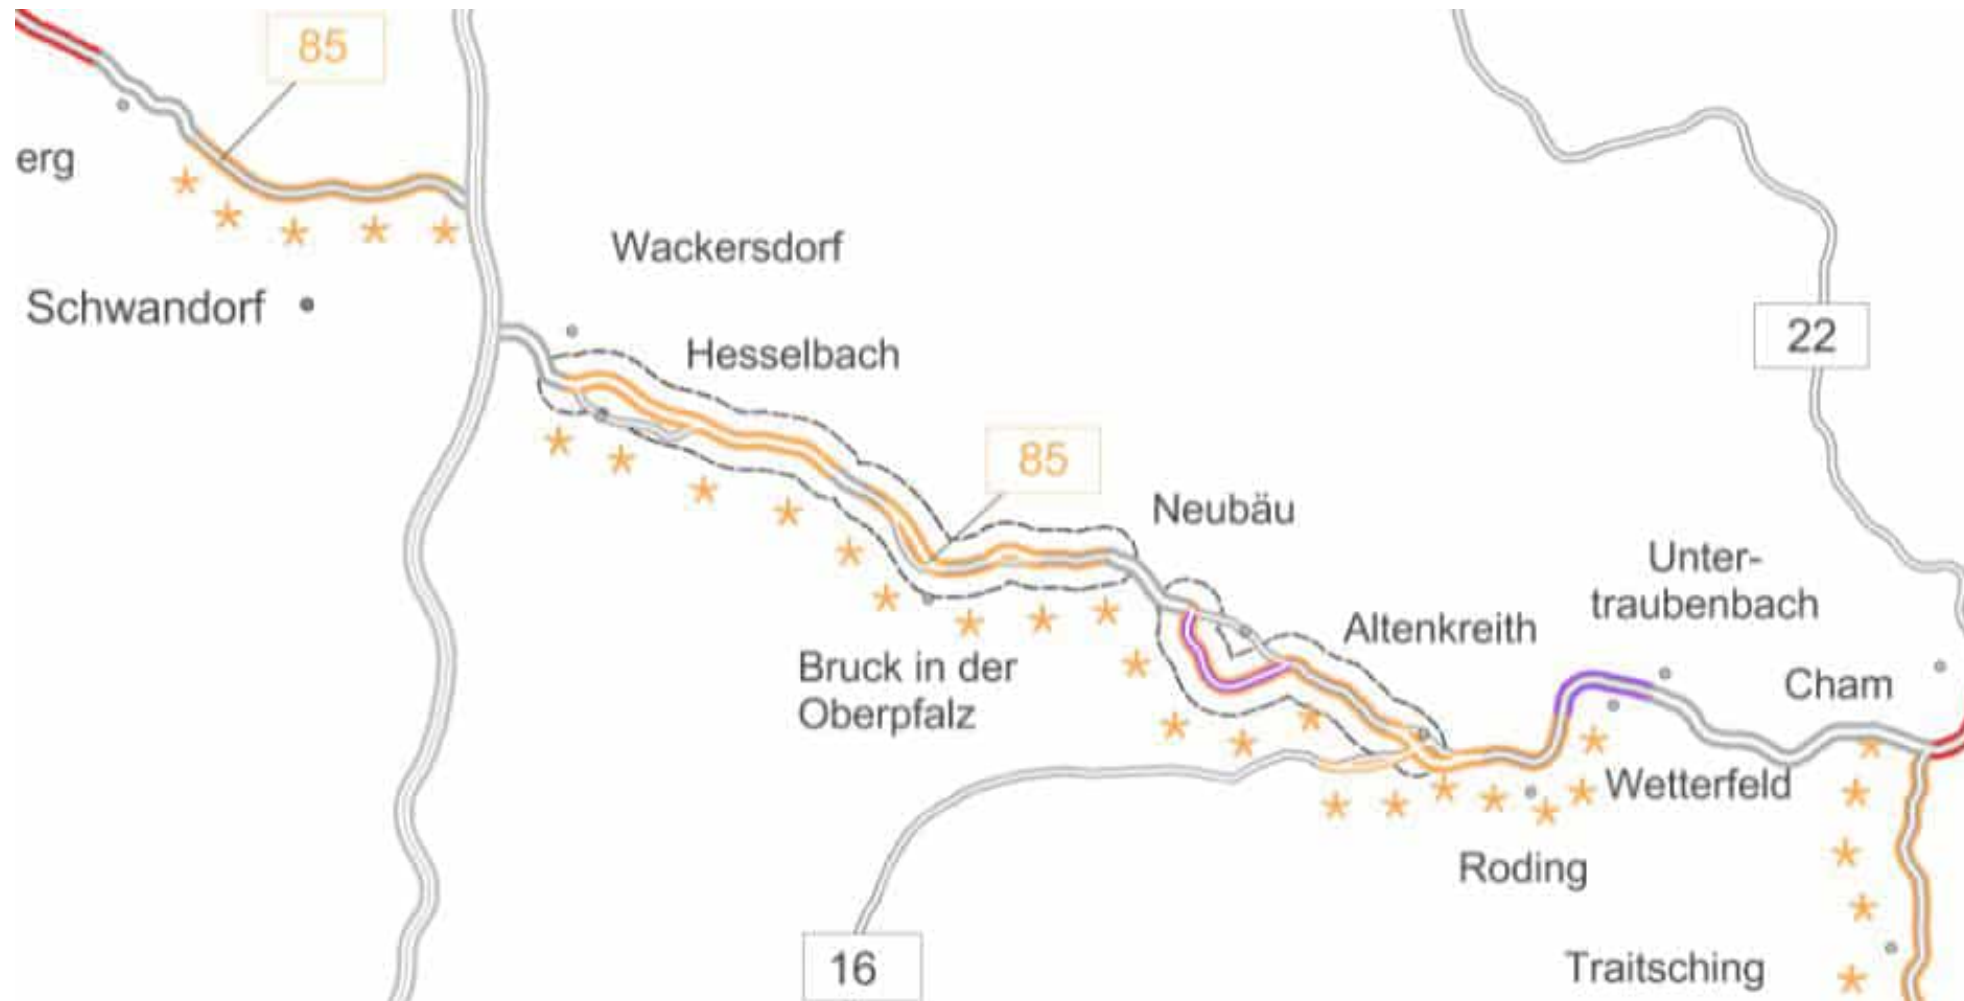 85
erg
Wackersdorf
Schwandorf
Hesselbach
22
85
Neubäu
Unter-
traubenbach
Altenkreith
Bruck in der
Oberpfalz
Cham
Wetterfeld
Roding
16
Traitsching